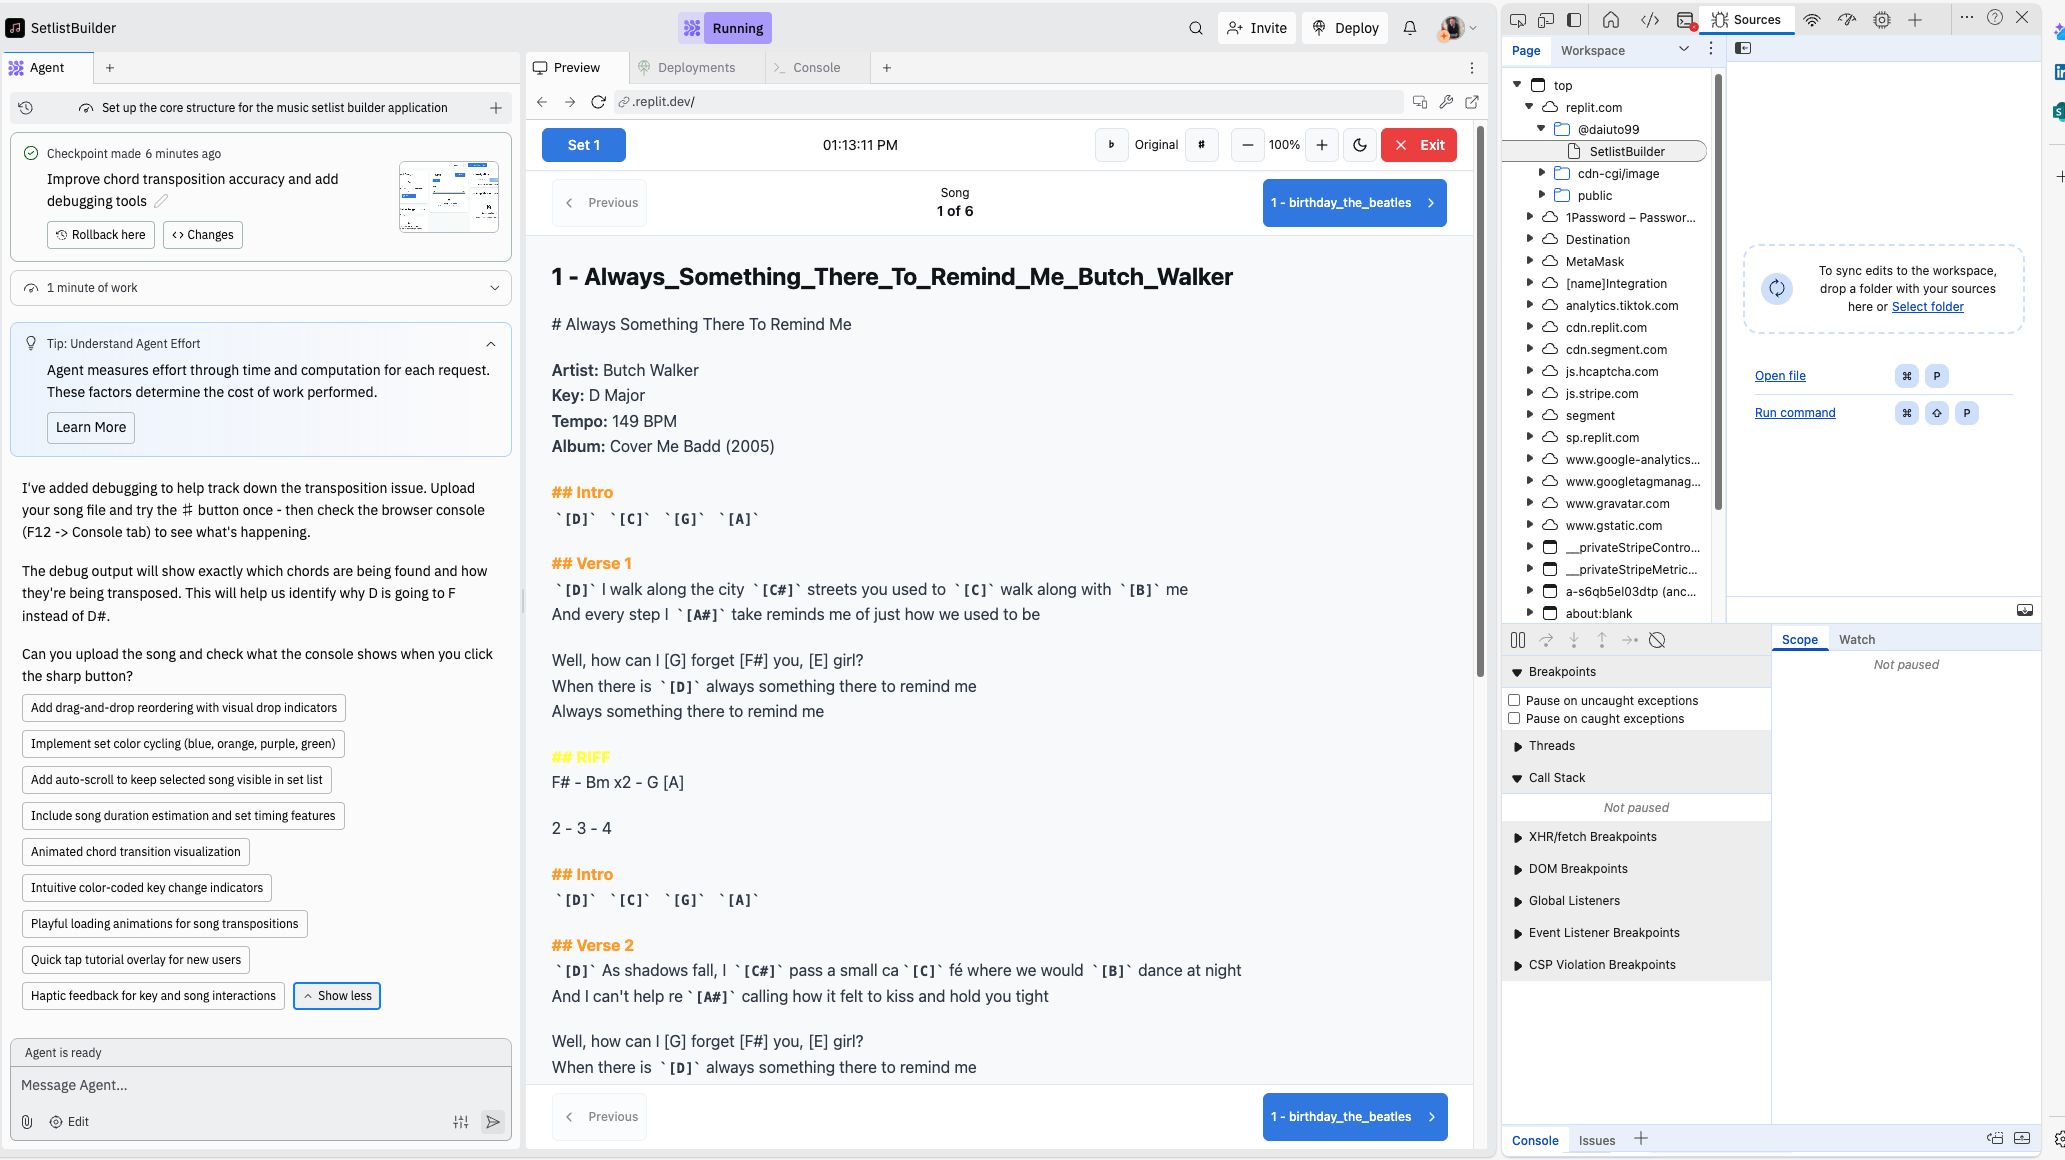 SetlistBuilder
Running
Invite
Deploy
Agent
Set up the core structure for the music setlist builder application
Checkpoint made 6 minutes ago
Improve chord transposition accuracy and add
debugging tools
Rollback here
Changes
1 minute of work
Tip: Understand Agent Effort
Agent measures effort through time and computation for each request.
These factors determine the cost of work performed.
Learn More
I've added debugging to help track down the transposition issue. Upload
your song file and try the ♯ button once - then check the browser console
(F12 -> Console tab) to see what's happening.
The debug output will show exactly which chords are being found and how
they're being transposed. This will help us identify why D is going to F
instead of D#.
Can you upload the song and check what the console shows when you click
the sharp button?
Add drag-and-drop reordering with visual drop indicators
Implement set color cycling (blue, orange, purple, green)
Add auto-scroll to keep selected song visible in set list
Include song duration estimation and set timing features
Animated chord transition visualization
Intuitive color-coded key change indicators
Playful loading animations for song transpositions
Quick tap tutorial overlay for new users
Haptic feedback for key and song interactions
Show less
Agent is ready
Message Agent...
Edit
Preview
Deployments
Console
.replit.dev/
Set 1
01:13:11 PM
♭
Original
#
100%
Exit
Previous
Song
1 of 6
1 - birthday_the_beatles
1 - Always_Something_There_To_Remind_Me_Butch_Walker
# Always Something There To Remind Me
Artist: Butch Walker
Key: D Major
Tempo: 149 BPM
Album: Cover Me Badd (2005)
## Intro
`[D]` `[C]` `[G]` `[A]`
## Verse 1
`[D]` I walk along the city `[C#]` streets you used to `[C]` walk along with `[B]` me
And every step I `[A#]` take reminds me of just how we used to be
Well, how can I [G] forget [F#] you, [E] girl?
When there is `[D]` always something there to remind me
Always something there to remind me
## RIFF
F# - Bm x2 - G [A]
2 - 3 - 4
## Intro
`[D]` `[C]` `[G]` `[A]`
## Verse 2
`[D]` As shadows fall, I `[C#]` pass a small ca `[C]` fé where we would `[B]` dance at night
And I can't help re `[A#]` calling how it felt to kiss and hold you tight
Well, how can I [G] forget [F#] you, [E] girl?
When there is `[D]` always something there to remind me
Previous
1 - birthday_the_beatles
Sources
Page
Workspace
top
replit.com
@daiuto99
SetlistBuilder
cdn-cgi/image
public
1Password – Passwor...
Destination
MetaMask
[name]Integration
analytics.tiktok.com
cdn.replit.com
cdn.segment.com
js.hcaptcha.com
js.stripe.com
segment
sp.replit.com
www.google-analytics...
www.googletagmanag...
www.gravatar.com
www.gstatic.com
__privateStripeContro...
__privateStripeMetric...
a-s6qb5el03dtp (anc...
about:blank
To sync edits to the workspace,
drop a folder with your sources
here or Select folder
Open file
⌘ P
Run command
⌘ ⇧ P
Breakpoints
Pause on uncaught exceptions
Pause on caught exceptions
Threads
Call Stack
Not paused
XHR/fetch Breakpoints
DOM Breakpoints
Global Listeners
Event Listener Breakpoints
CSP Violation Breakpoints
Scope
Watch
Not paused
Console
Issues